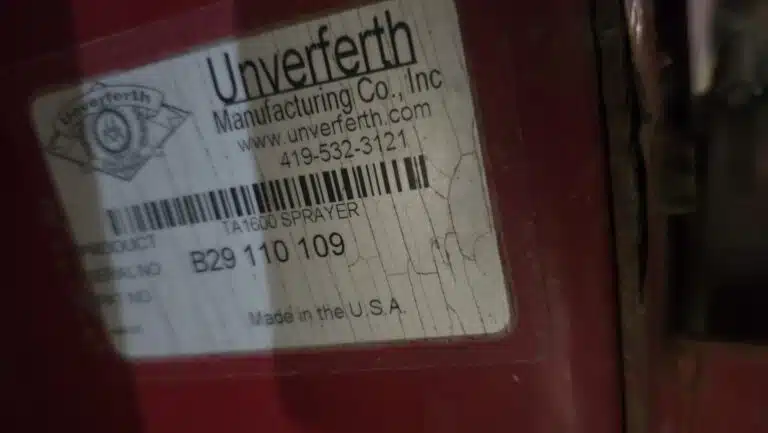 Unverferth
Unverferth
Manufacturing Co., Inc
www.unverferth.com
419-532-3121
PRODUCT TA1600 SPRAYER
SERIAL NO B29 110 109
NO
Made in the U.S.A.